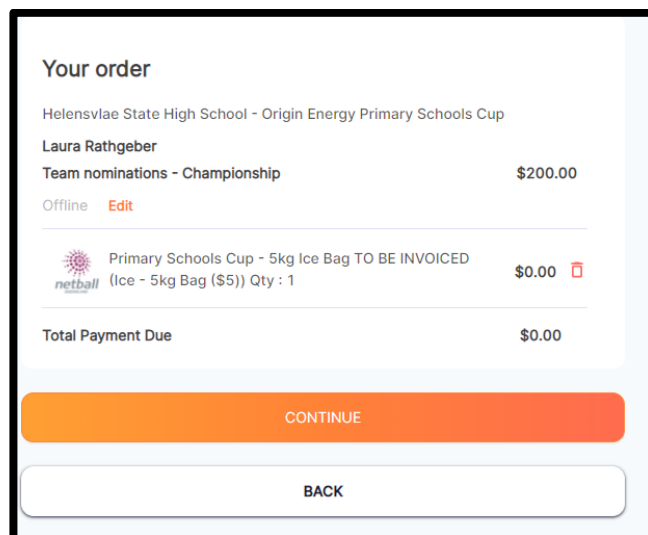 Your order
Helensvlae State High School - Origin Energy Primary Schools Cup
Laura Rathgeber
Team nominations - Championship $200.00
Offline Edit
Primary Schools Cup - 5kg Ice Bag TO BE INVOICED
(Ice - 5kg Bag ($5)) Qty : 1 $0.00
netball
Total Payment Due $0.00
CONTINUE
BACK